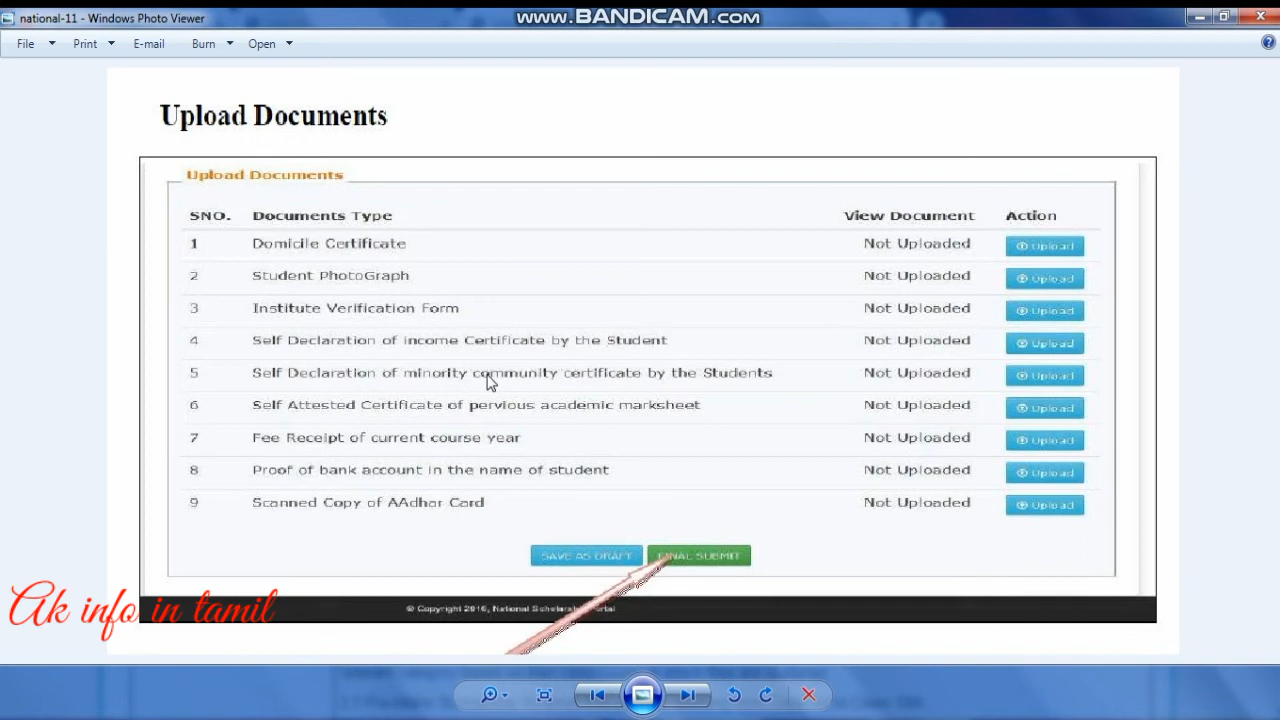 national-11 - Windows Photo Viewer
www.BANDICAM.com
File Print E-mail Burn Open
Upload Documents
Upload Documents
SNO. Documents Type View Document Action
1 Domicile Certificate Not Uploaded Upload
2 Student PhotoGraph Not Uploaded Upload
3 Institute Verification Form Not Uploaded Upload
4 Self Declaration of income Certificate by the Student Not Uploaded Upload
5 Self Declaration of minority community certificate by the Students Not Uploaded Upload
6 Self Attested Certificate of pervious academic marksheet Not Uploaded Upload
7 Fee Receipt of current course year Not Uploaded Upload
8 Proof of bank account in the name of student Not Uploaded Upload
9 Scanned Copy of AAdhar Card Not Uploaded Upload
SAVE AS DRAFT FINAL SUBMIT
Ak info in tamil
© Copyright 2016, National Scholarship Portal